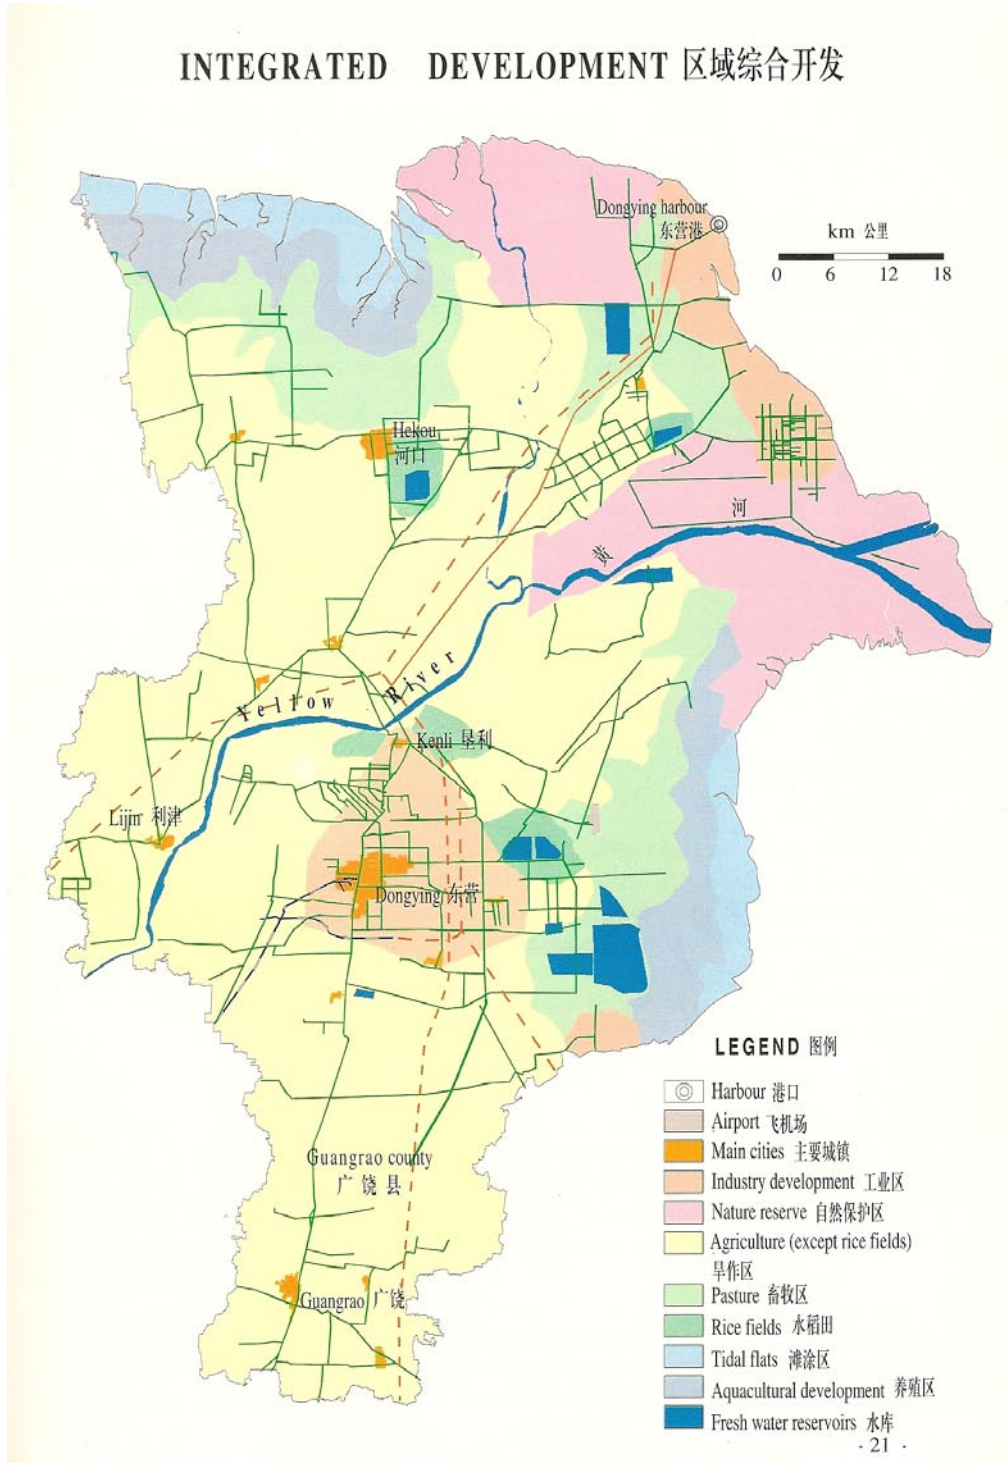 INTEGRATED DEVELOPMENT 区域综合开发
Dongying harbour
东营港
km 公里
0 6 12 18
Hekou
河口
河
黄
Yellow River
Kenli 垦利
Lijin 利津
Dongying 东营
LEGEND 图例
Harbour 港口
Airport 飞机场
Main cities 主要城镇
Industry development 工业区
Nature reserve 自然保护区
Agriculture (except rice fields)
旱作区
Pasture 畜牧区
Rice fields 水稻田
Tidal flats 滩涂区
Aquacultural development 养殖区
Fresh water reservoirs 水库
Guangrao county
广饶县
Guangrao 广饶
· 21 ·